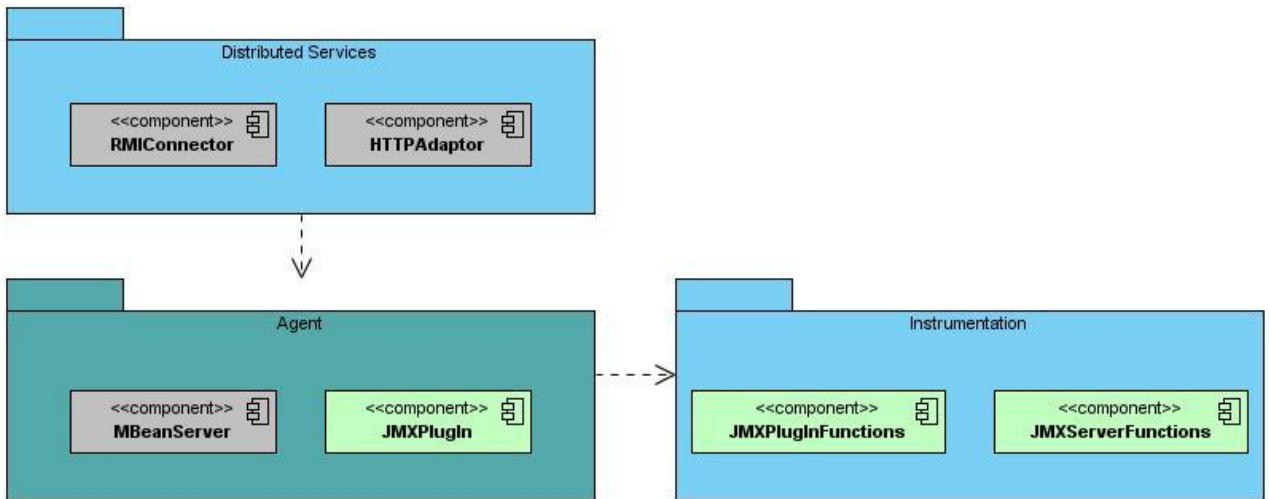 Distributed Services
<<component>>
RMIConnector
<<component>>
HTTPAdaptor
Agent
<<component>>
MBeanServer
<<component>>
JMXPlugIn
Instrumentation
<<component>>
JMXPlugInFunctions
<<component>>
JMXServerFunctions